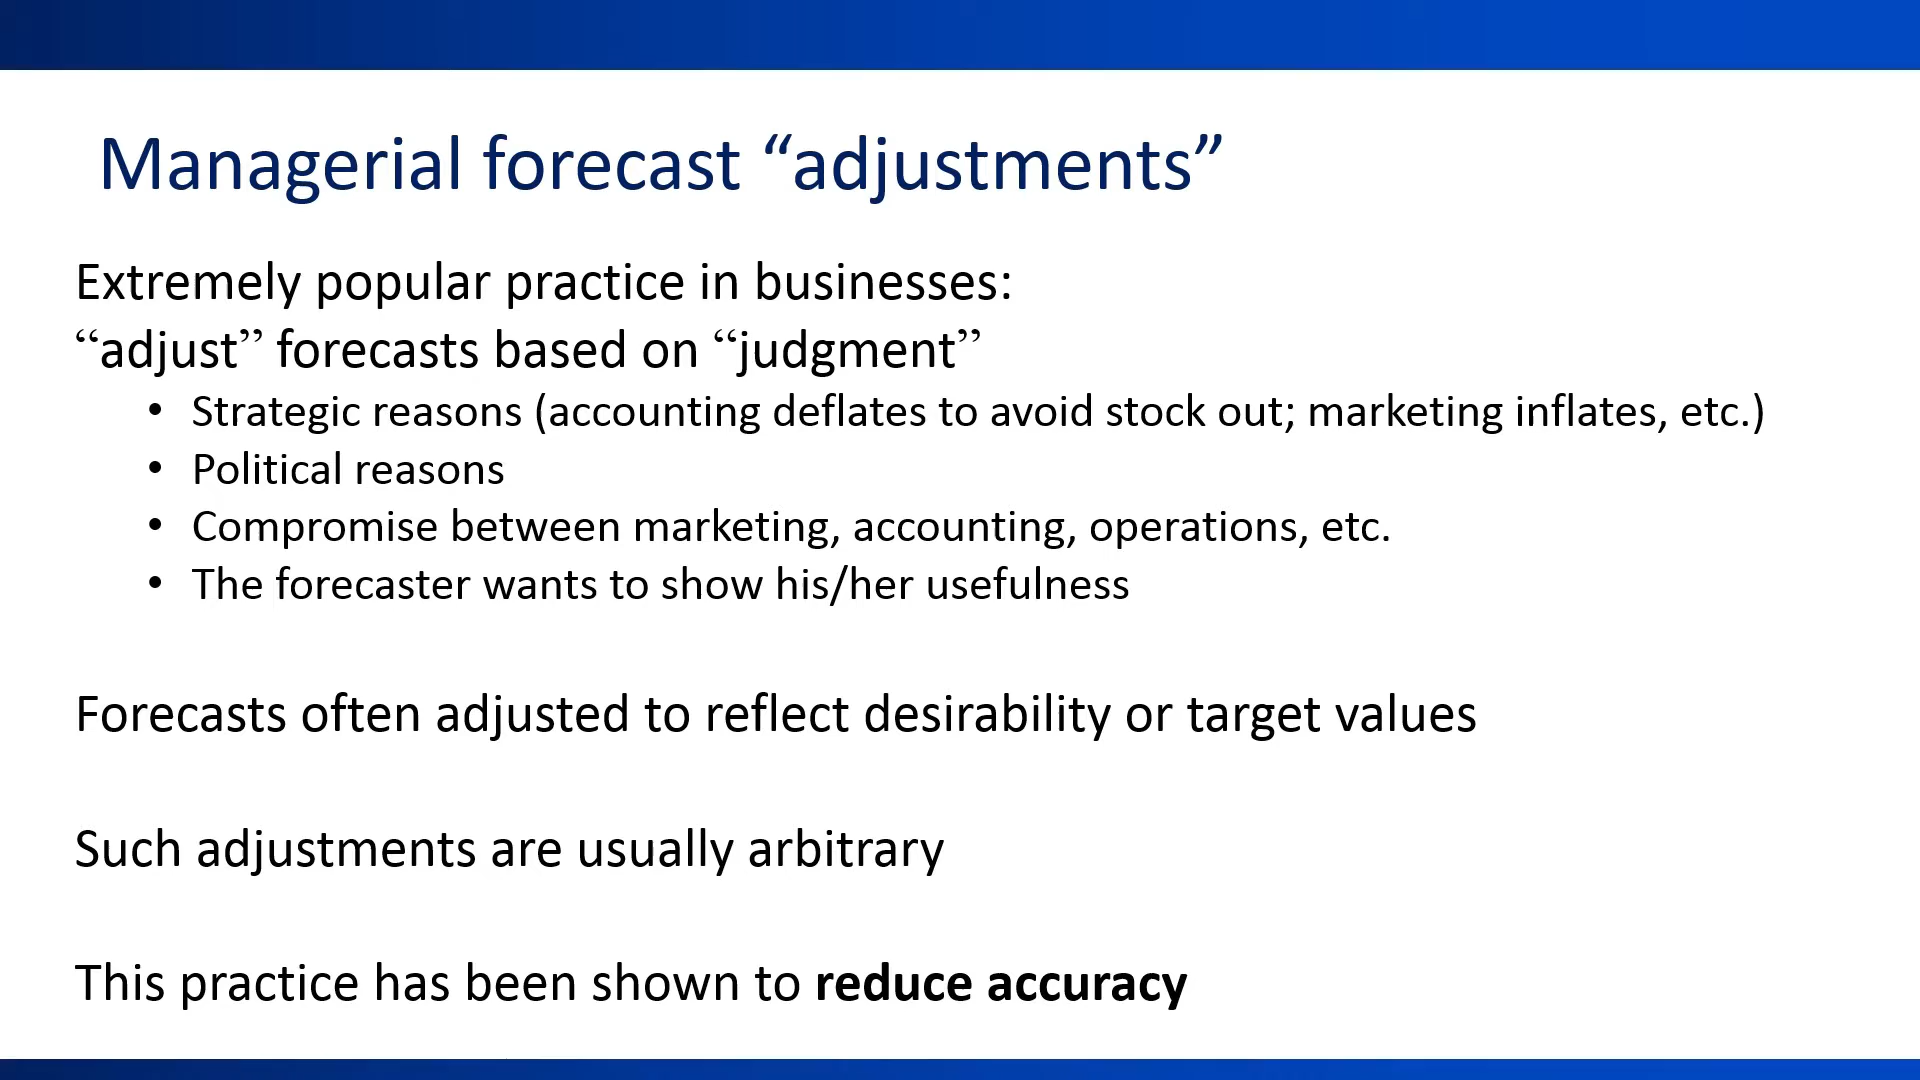 Managerial forecast “adjustments”
Extremely popular practice in businesses:
“adjust” forecasts based on “judgment”
• Strategic reasons (accounting deflates to avoid stock out; marketing inflates, etc.)
• Political reasons
• Compromise between marketing, accounting, operations, etc.
• The forecaster wants to show his/her usefulness
Forecasts often adjusted to reflect desirability or target values
Such adjustments are usually arbitrary
This practice has been shown to reduce accuracy